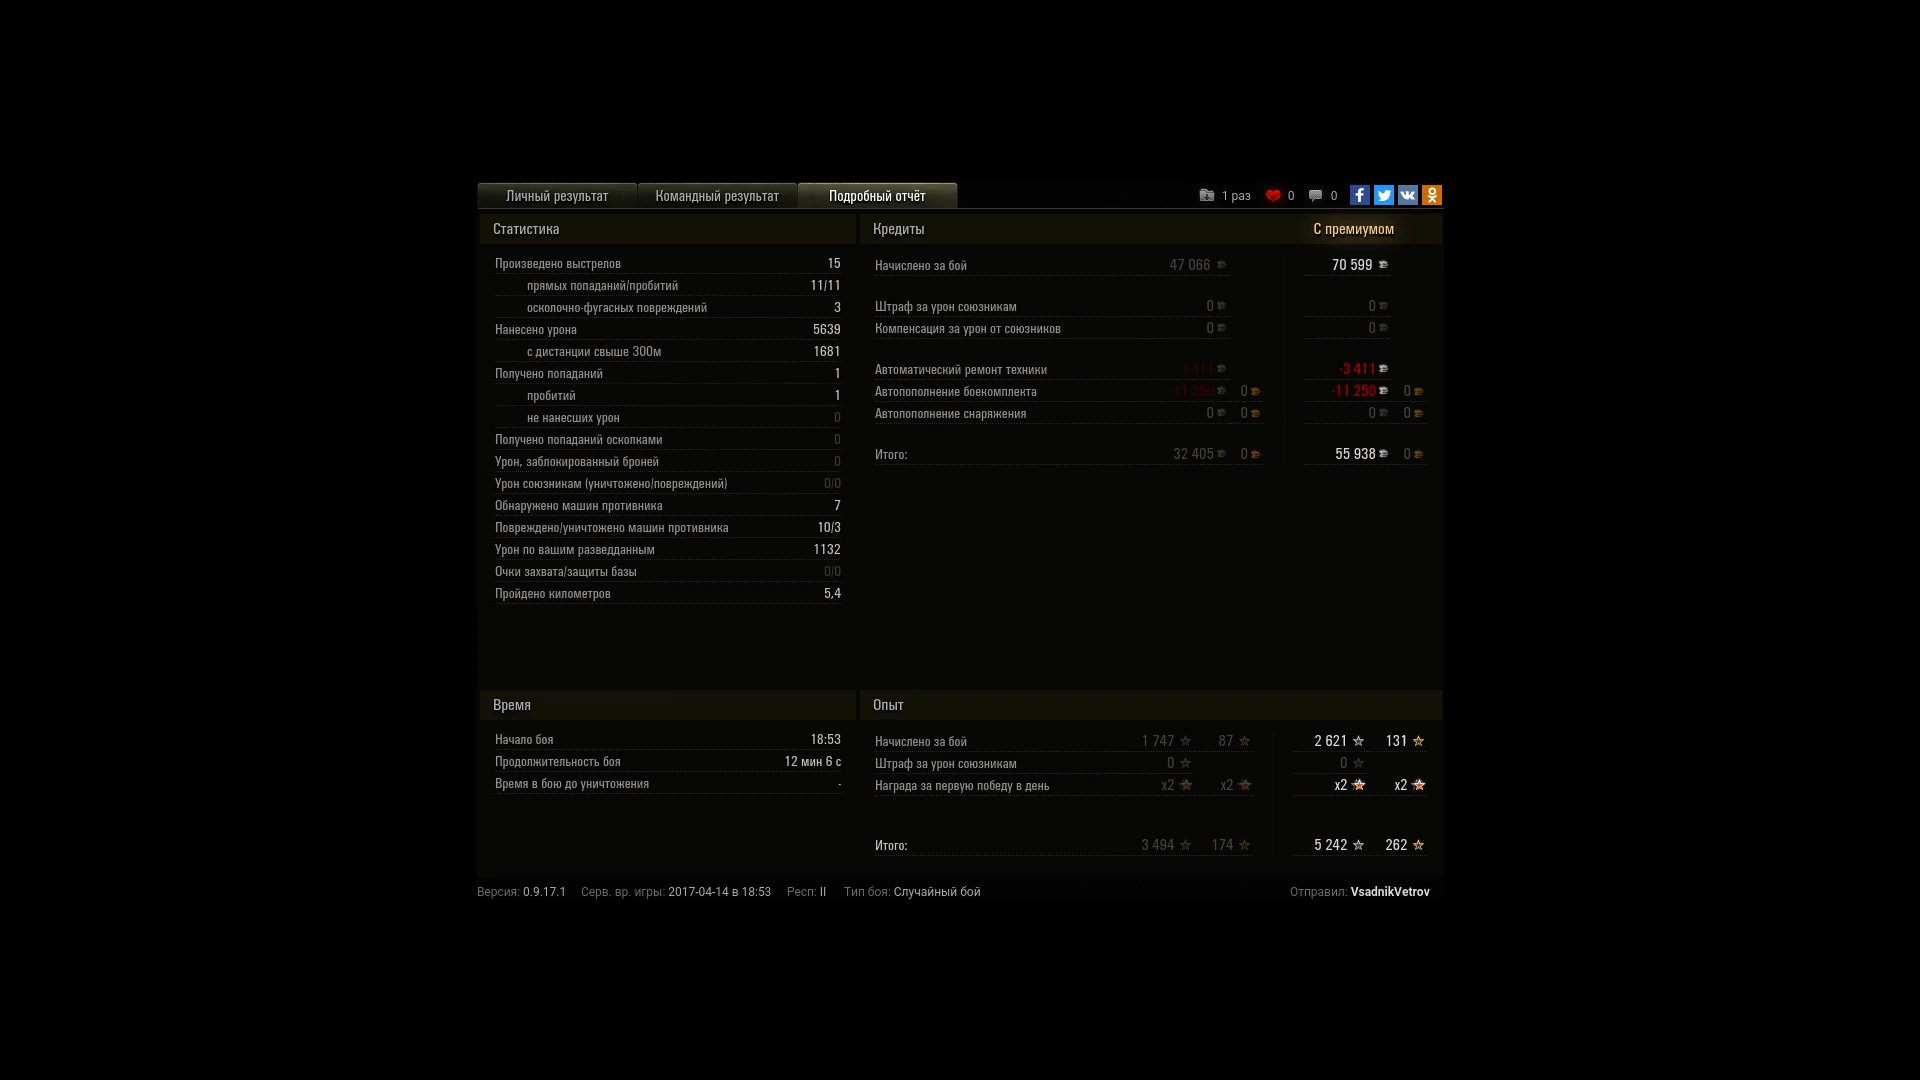 Личный результат Командный результат Подробный отчёт 1 раз 0 0
Статистика
Произведено выстрелов 15
прямых попаданий/пробитий 11/11
осколочно-фугасных повреждений 3
Нанесено урона 5639
с дистанции свыше 300м 1681
Получено попаданий 1
пробитий 1
не нанесших урон 0
Получено попаданий осколками 0
Урон, заблокированный броней 0
Урон союзникам (уничтожено/повреждений) 0/0
Обнаружено машин противника 7
Повреждено/уничтожено машин противника 10/3
Урон по вашим разведданным 1132
Очки захвата/защиты базы 0/0
Пройдено километров 5,4
Кредиты С премиумом
Начислено за бой 47 066 70 599
Штраф за урон союзникам 0 0
Компенсация за урон от союзников 0 0
Автоматический ремонт техники -3 411 -3 411
Автопополнение боекомплекта -11 250 0 -11 250 0
Автопополнение снаряжения 0 0 0 0
Итого: 32 405 0 55 938 0
Время
Начало боя 18:53
Продолжительность боя 12 мин 6 с
Время в бою до уничтожения -
Опыт
Начислено за бой 1 747 87 2 621 131
Штраф за урон союзникам 0 0
Награда за первую победу в день x2 x2 x2 x2
Итого: 3 494 174 5 242 262
Версия: 0.9.17.1 Серв. вр. игры: 2017-04-14 в 18:53 Респ: II Тип боя: Случайный бой Отправил: VsadnikVetrov